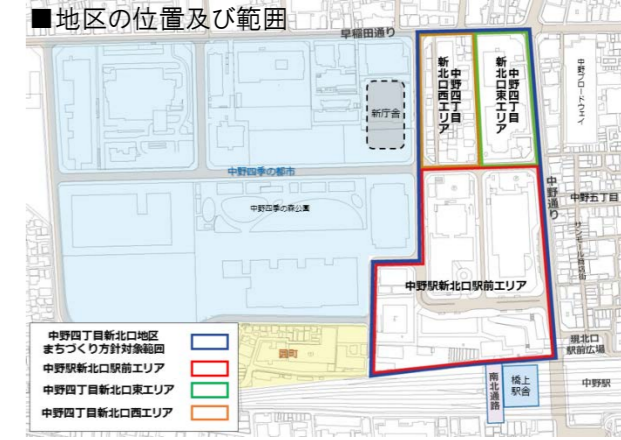 ■地区の位置及び範囲
早稲田通り
新庁舎
中野四丁目
新北口西エリア
中野四丁目
新北口東エリア
中野ブロードウェイ
中野四季の都市
中野四季の森公園
中野通り
中野五丁目
サンモール商店街
中野駅新北口駅前エリア
囲町
現北口
駅前広場
南北通路
橋上
駅舎
中野駅
中野四丁目新北口地区
まちづくり方針対象範囲
中野駅新北口駅前エリア
中野四丁目新北口東エリア
中野四丁目新北口西エリア